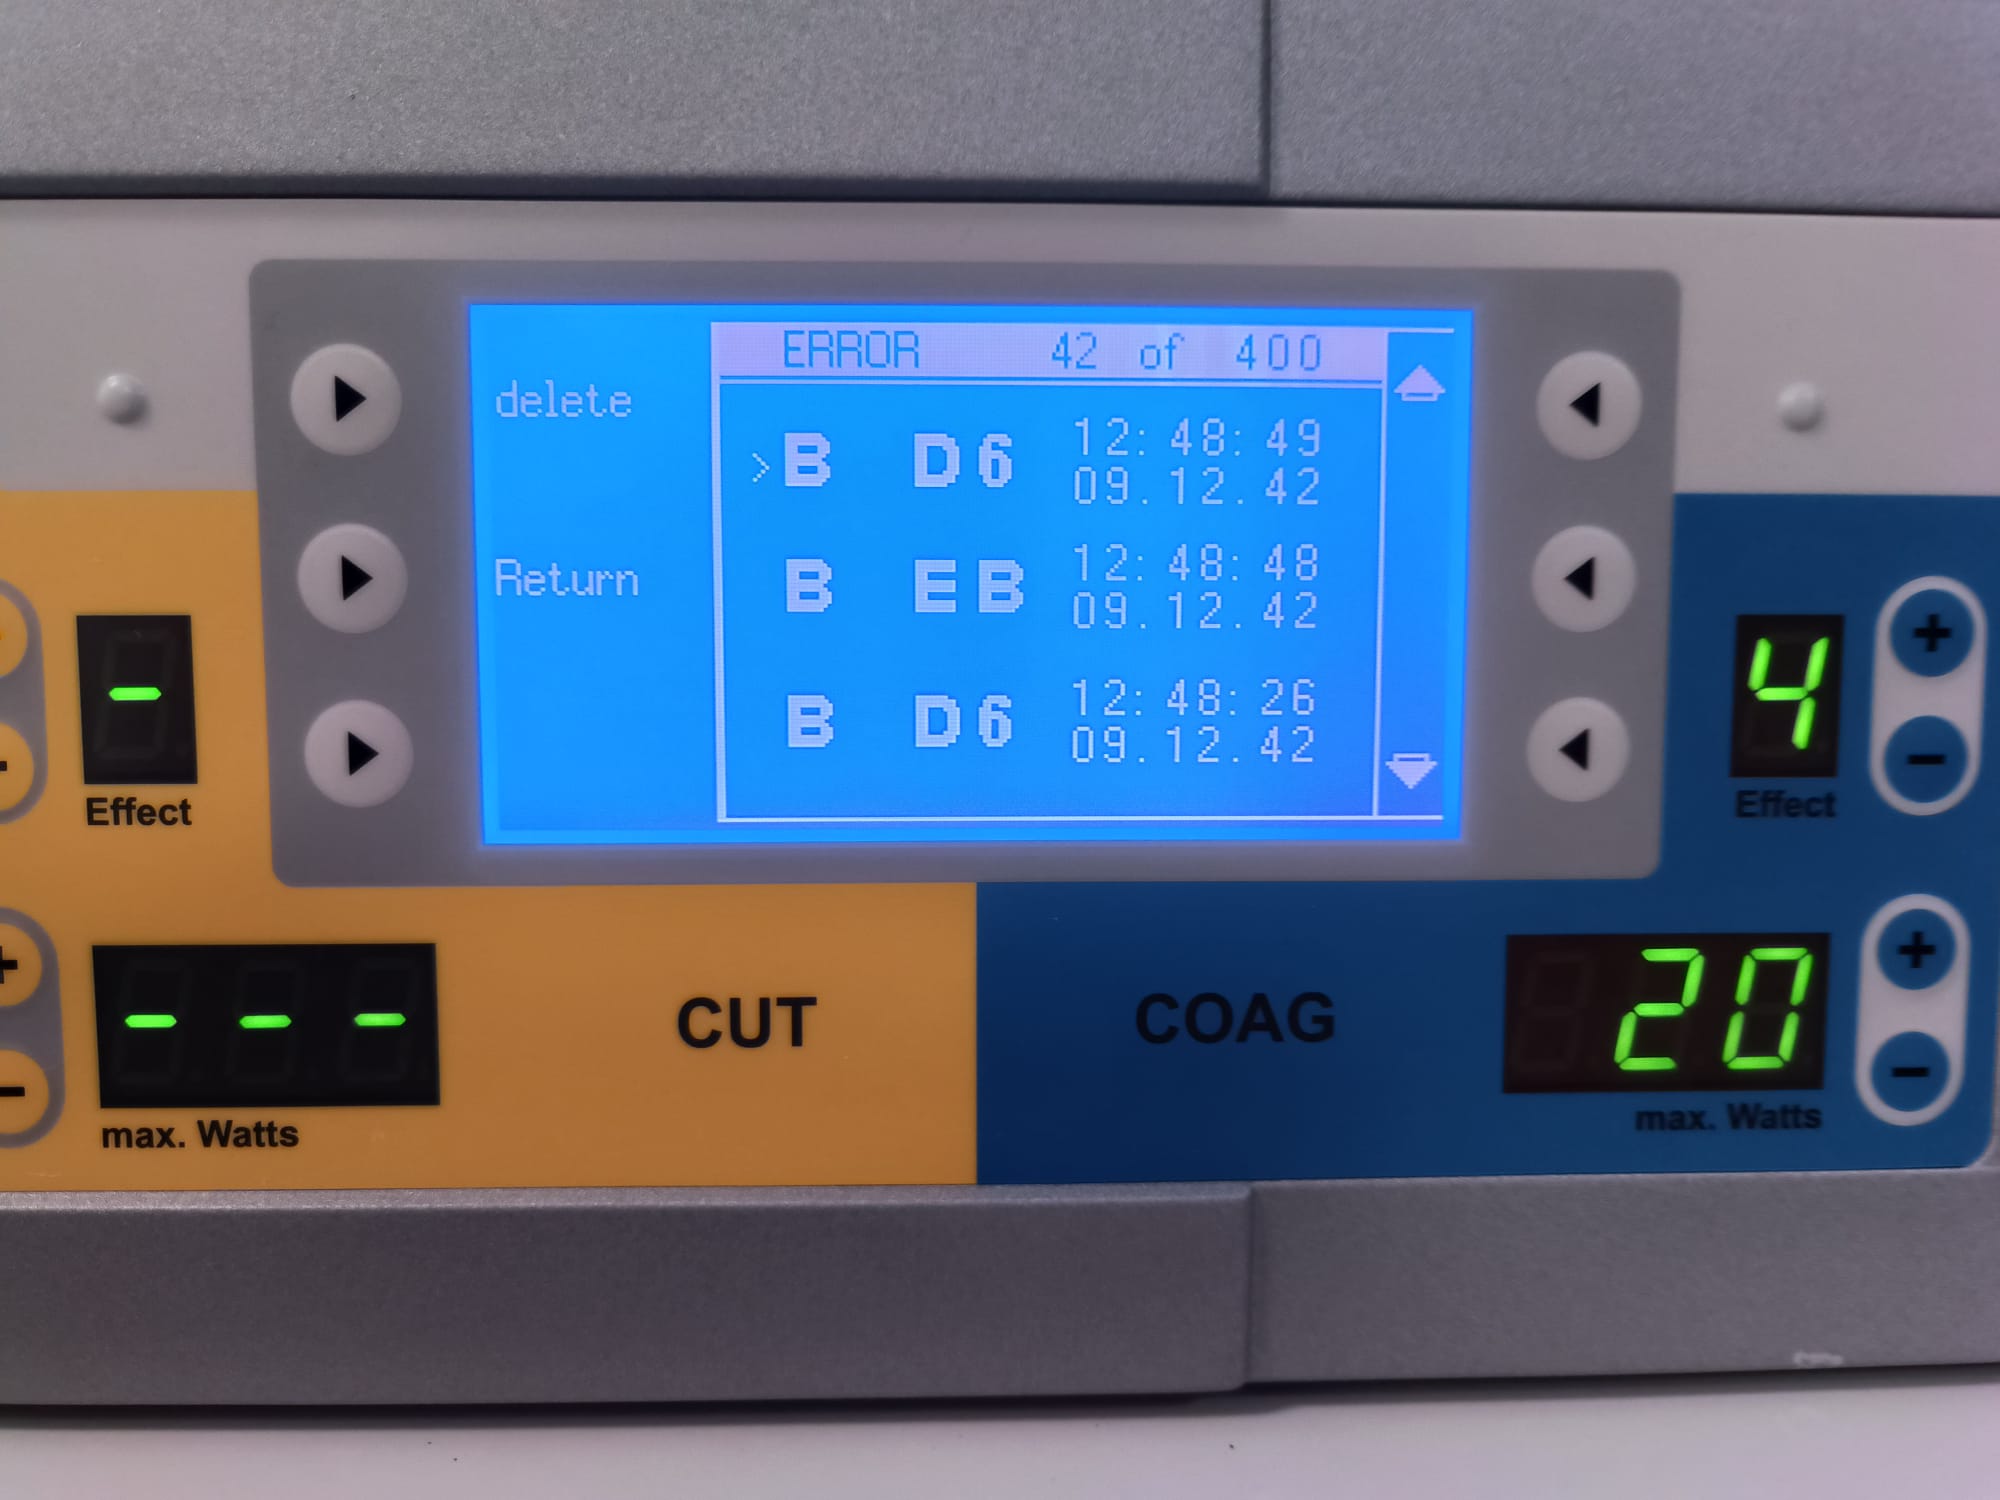 ERROR 42 of 400
delete
>B D6 12:48:49
09.12.42
B EB 12:48:48
09.12.42
Return
B D6 12:48:26
09.12.42
-
Effect
4
Effect
+
-
---
max. Watts
CUT
COAG
20
max. Watts
+
-